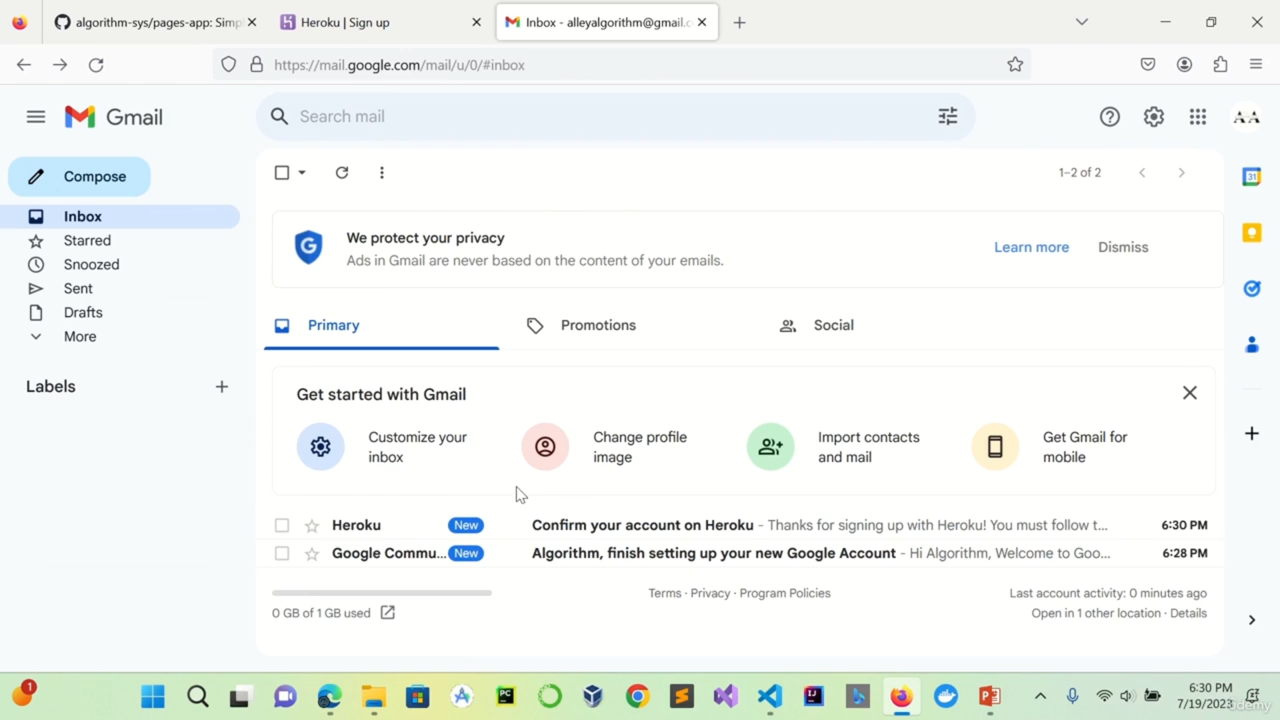 algorithm-sys/pages-app: Simpl
Heroku | Sign up
Inbox - alleyalgorithm@gmail.c
https://mail.google.com/mail/u/0/#inbox
Gmail
Search mail
AA
Compose
1–2 of 2
Inbox
Starred
Snoozed
Sent
Drafts
More
Labels
31
G
We protect your privacy
Ads in Gmail are never based on the content of your emails.
Learn more
Dismiss
Primary
Promotions
Social
Get started with Gmail
Customize your
inbox
Change profile
image
Import contacts
and mail
Get Gmail for
mobile
Heroku New Confirm your account on Heroku - Thanks for signing up with Heroku! You must follow t... 6:30 PM
Google Commu... New Algorithm, finish setting up your new Google Account - Hi Algorithm, Welcome to Goo... 6:28 PM
0 GB of 1 GB used
Terms · Privacy · Program Policies
Last account activity: 0 minutes ago
Open in 1 other location · Details
1
PC
IJ
P
6:30 PM
7/19/2023
Udemy